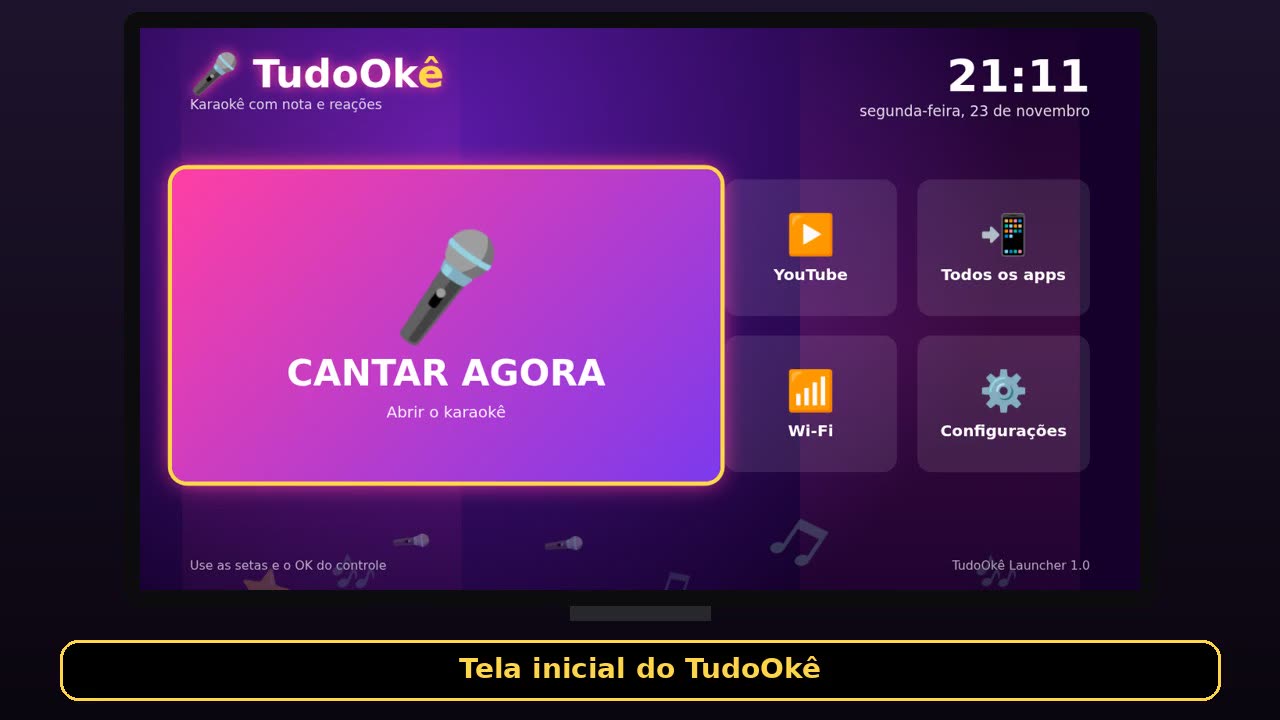 TudoOkê
Karaokê com nota e reações
21:11
segunda-feira, 23 de novembro
CANTAR AGORA
Abrir o karaokê
YouTube
Todos os apps
Wi-Fi
Configurações
Use as setas e o OK do controle
TudoOkê Launcher 1.0
Tela inicial do TudoOkê